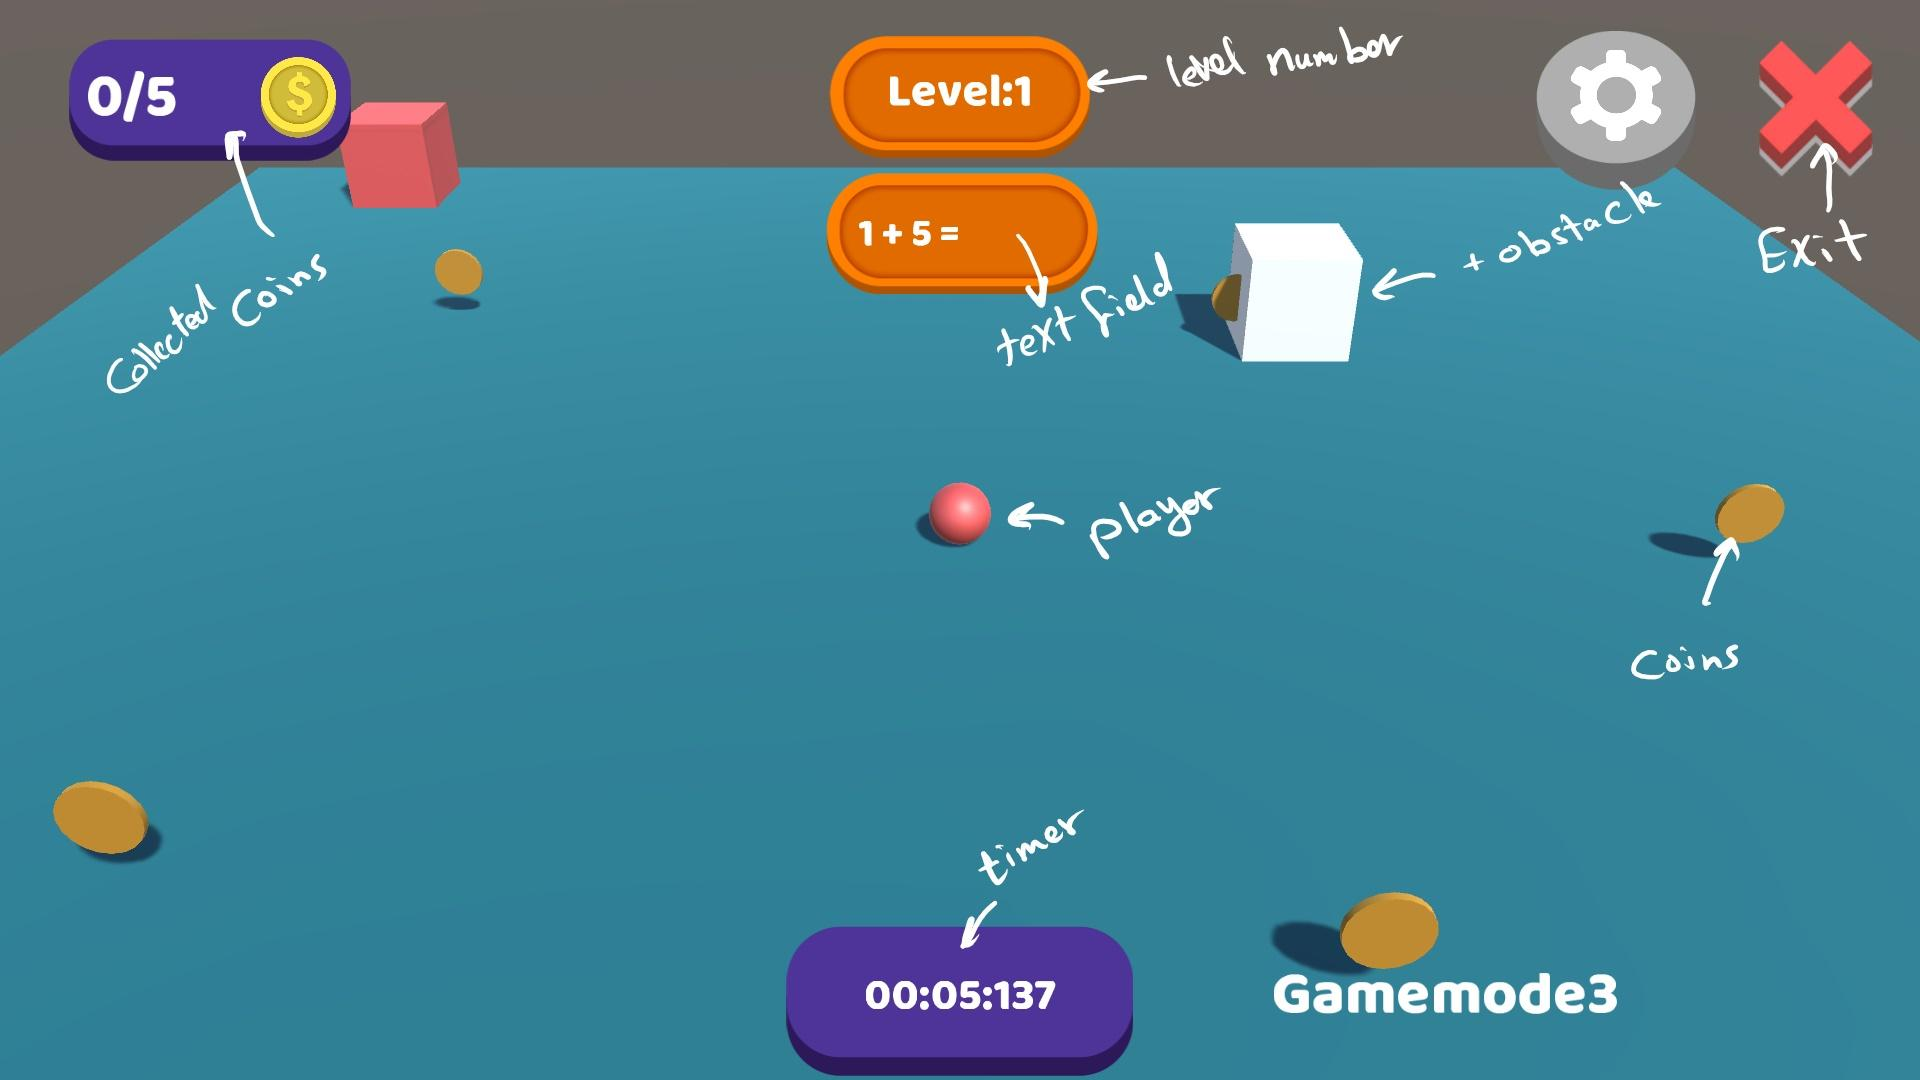 0/5
$
Level:1
level number
1 + 5 =
text field
+ obstacle
Exit
Collected Coins
player
Coins
timer
00:05:137
Gamemode3